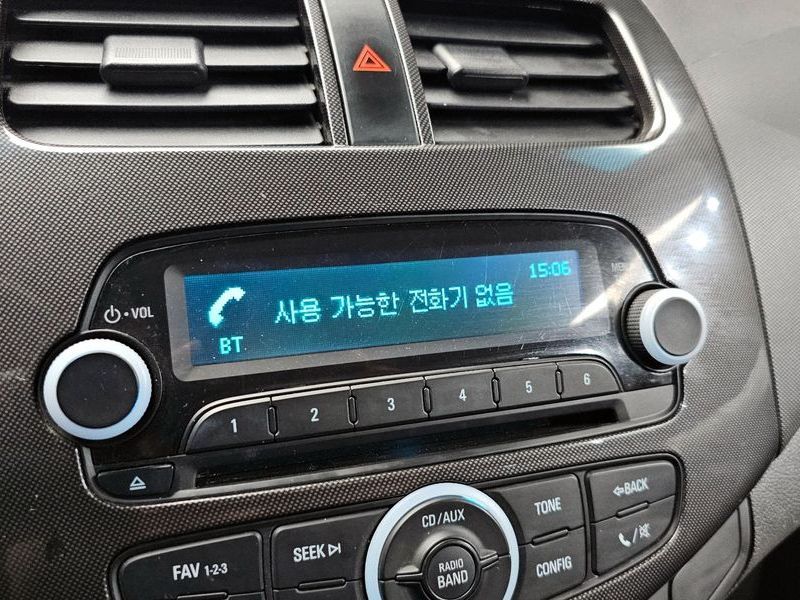 15:06
사용 가능한 전화기 없음
BT
VOL
1 2 3 4 5 6
FAV 1-2-3
SEEK
CD/AUX
RADIO
BAND
TONE
CONFIG
BACK